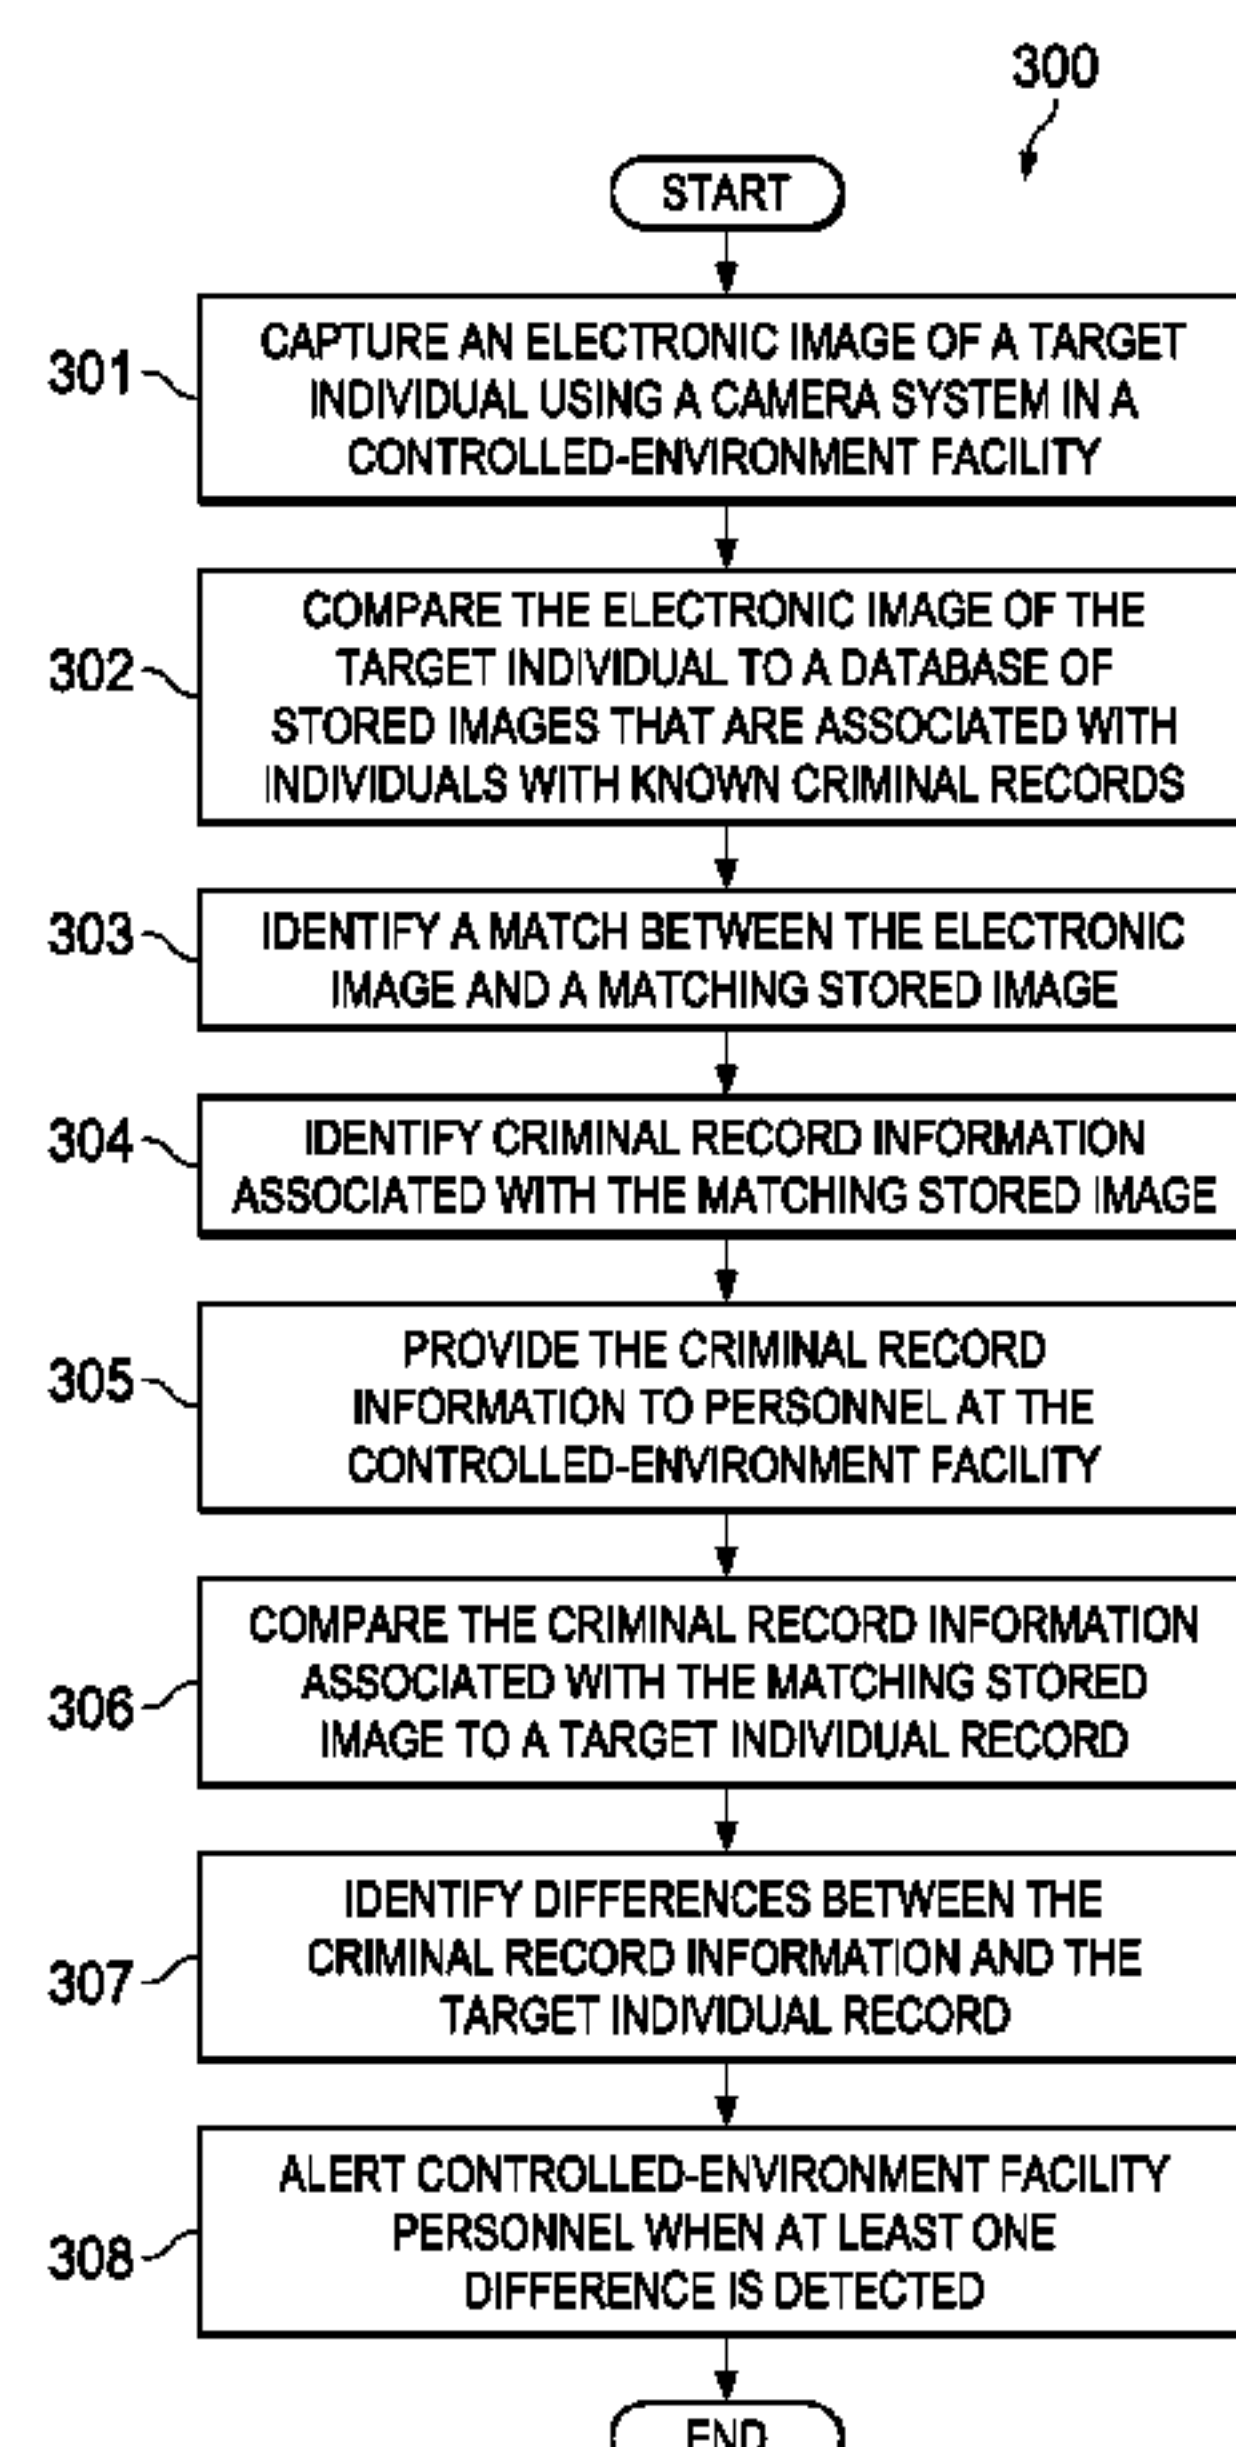 300
START
301
CAPTURE AN ELECTRONIC IMAGE OF A TARGET
INDIVIDUAL USING A CAMERA SYSTEM IN A
CONTROLLED-ENVIRONMENT FACILITY
302
COMPARE THE ELECTRONIC IMAGE OF THE
TARGET INDIVIDUAL TO A DATABASE OF
STORED IMAGES THAT ARE ASSOCIATED WITH
INDIVIDUALS WITH KNOWN CRIMINAL RECORDS
303
IDENTIFY A MATCH BETWEEN THE ELECTRONIC
IMAGE AND A MATCHING STORED IMAGE
304
IDENTIFY CRIMINAL RECORD INFORMATION
ASSOCIATED WITH THE MATCHING STORED IMAGE
305
PROVIDE THE CRIMINAL RECORD
INFORMATION TO PERSONNEL AT THE
CONTROLLED-ENVIRONMENT FACILITY
306
COMPARE THE CRIMINAL RECORD INFORMATION
ASSOCIATED WITH THE MATCHING STORED
IMAGE TO A TARGET INDIVIDUAL RECORD
307
IDENTIFY DIFFERENCES BETWEEN THE
CRIMINAL RECORD INFORMATION AND THE
TARGET INDIVIDUAL RECORD
308
ALERT CONTROLLED-ENVIRONMENT FACILITY
PERSONNEL WHEN AT LEAST ONE
DIFFERENCE IS DETECTED
END